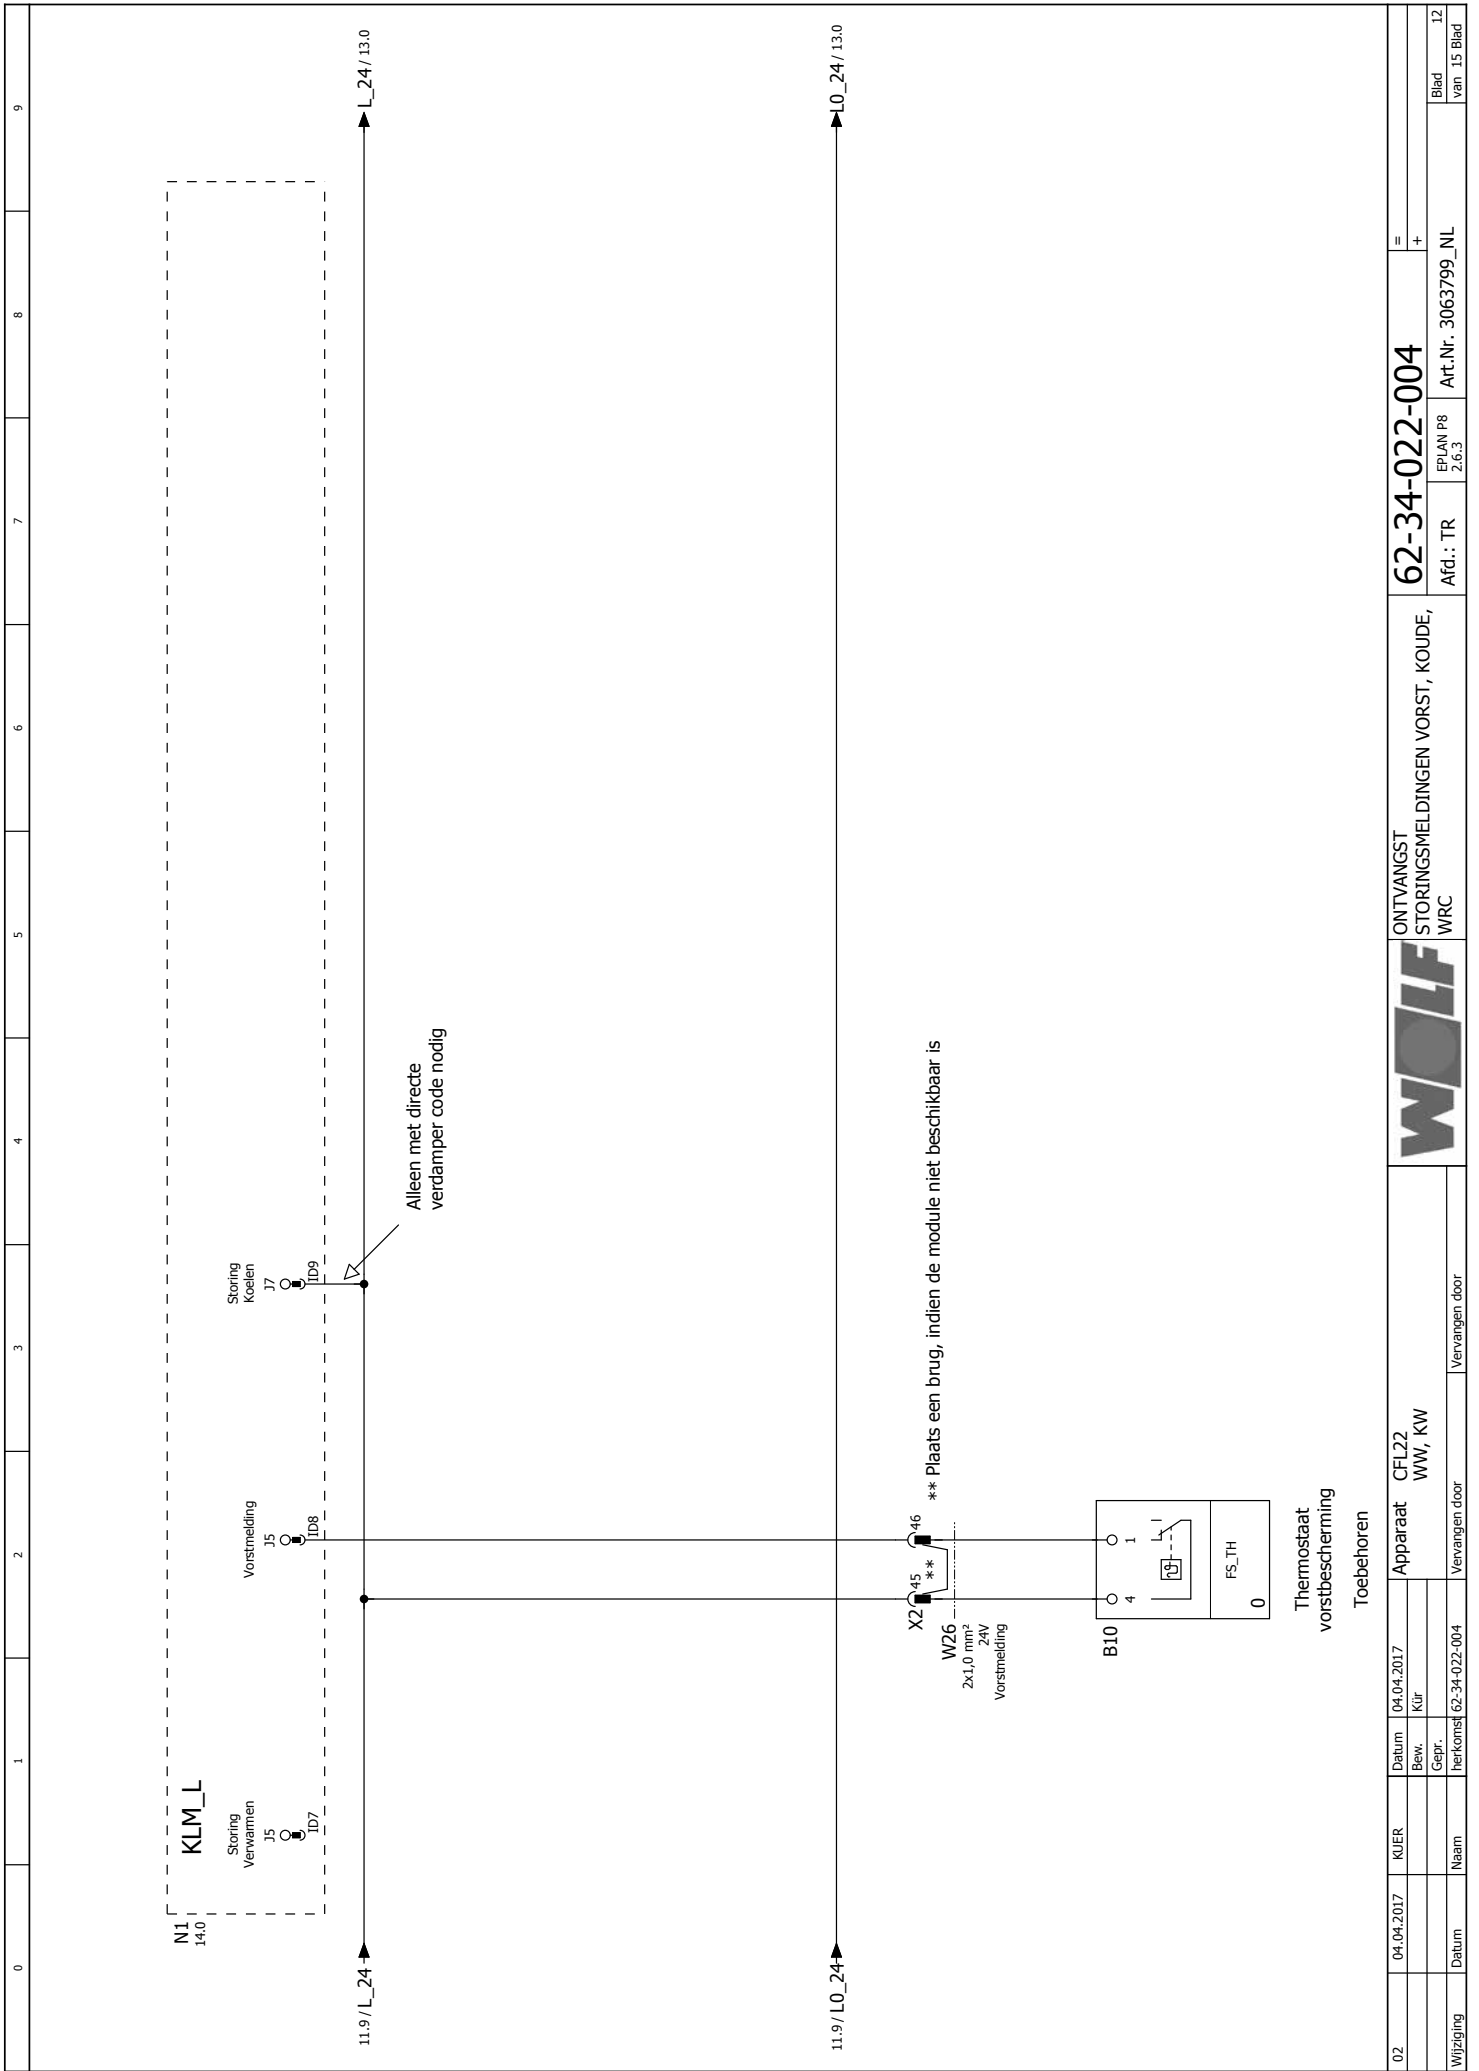 0 1 2 3 4 5 6 7 8 9
N1
14.0
KLM_L
Storing
Verwarmen
J5
ID7
Vorstmelding
J5
ID8
Storing
Koelen
J7
ID9
11.9 / L_24
L_24 / 13.0
Alleen met directe
verdamper code nodig
11.9 / L0_24
L0_24 / 13.0
X2
45
46
**
** Plaats een brug, indien de module niet beschikbaar is
W26
2x1,0 mm²
24V
Vorstmelding
B10
4
1
FS_TH
0
Thermostaat
vorstbescherming
Toebehoren
02 04.04.2017 KUER
Wijziging Datum Naam
Datum 04.04.2017
Bew. Kür
Gepr.
herkomst 62-34-022-004
Apparaat CFL22
WW, KW
Vervangen door Vervangen door
WOLF
ONTVANGST
STORINGSMELDINGEN VORST, KOUDE,
WRC
62-34-022-004
Afd.: TR
EPLAN P8
2.6.3
Art.Nr. 3063799_NL
=
+
Blad 12
van 15 Blad